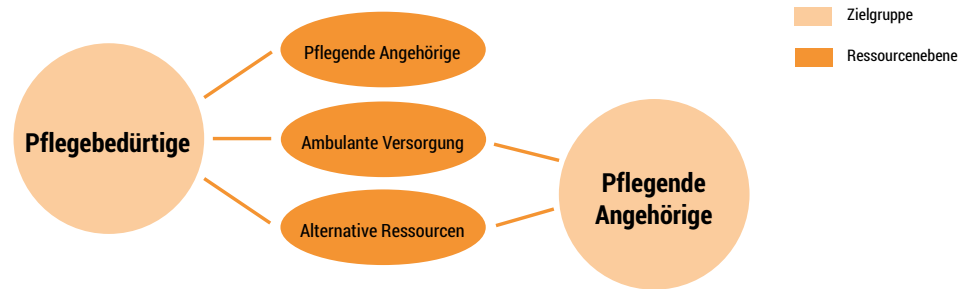 Zielgruppe
Ressourcenebene
Pflegende Angehörige
Pflegebedürtige
Ambulante Versorgung
Alternative Ressourcen
Pflegende
Angehörige